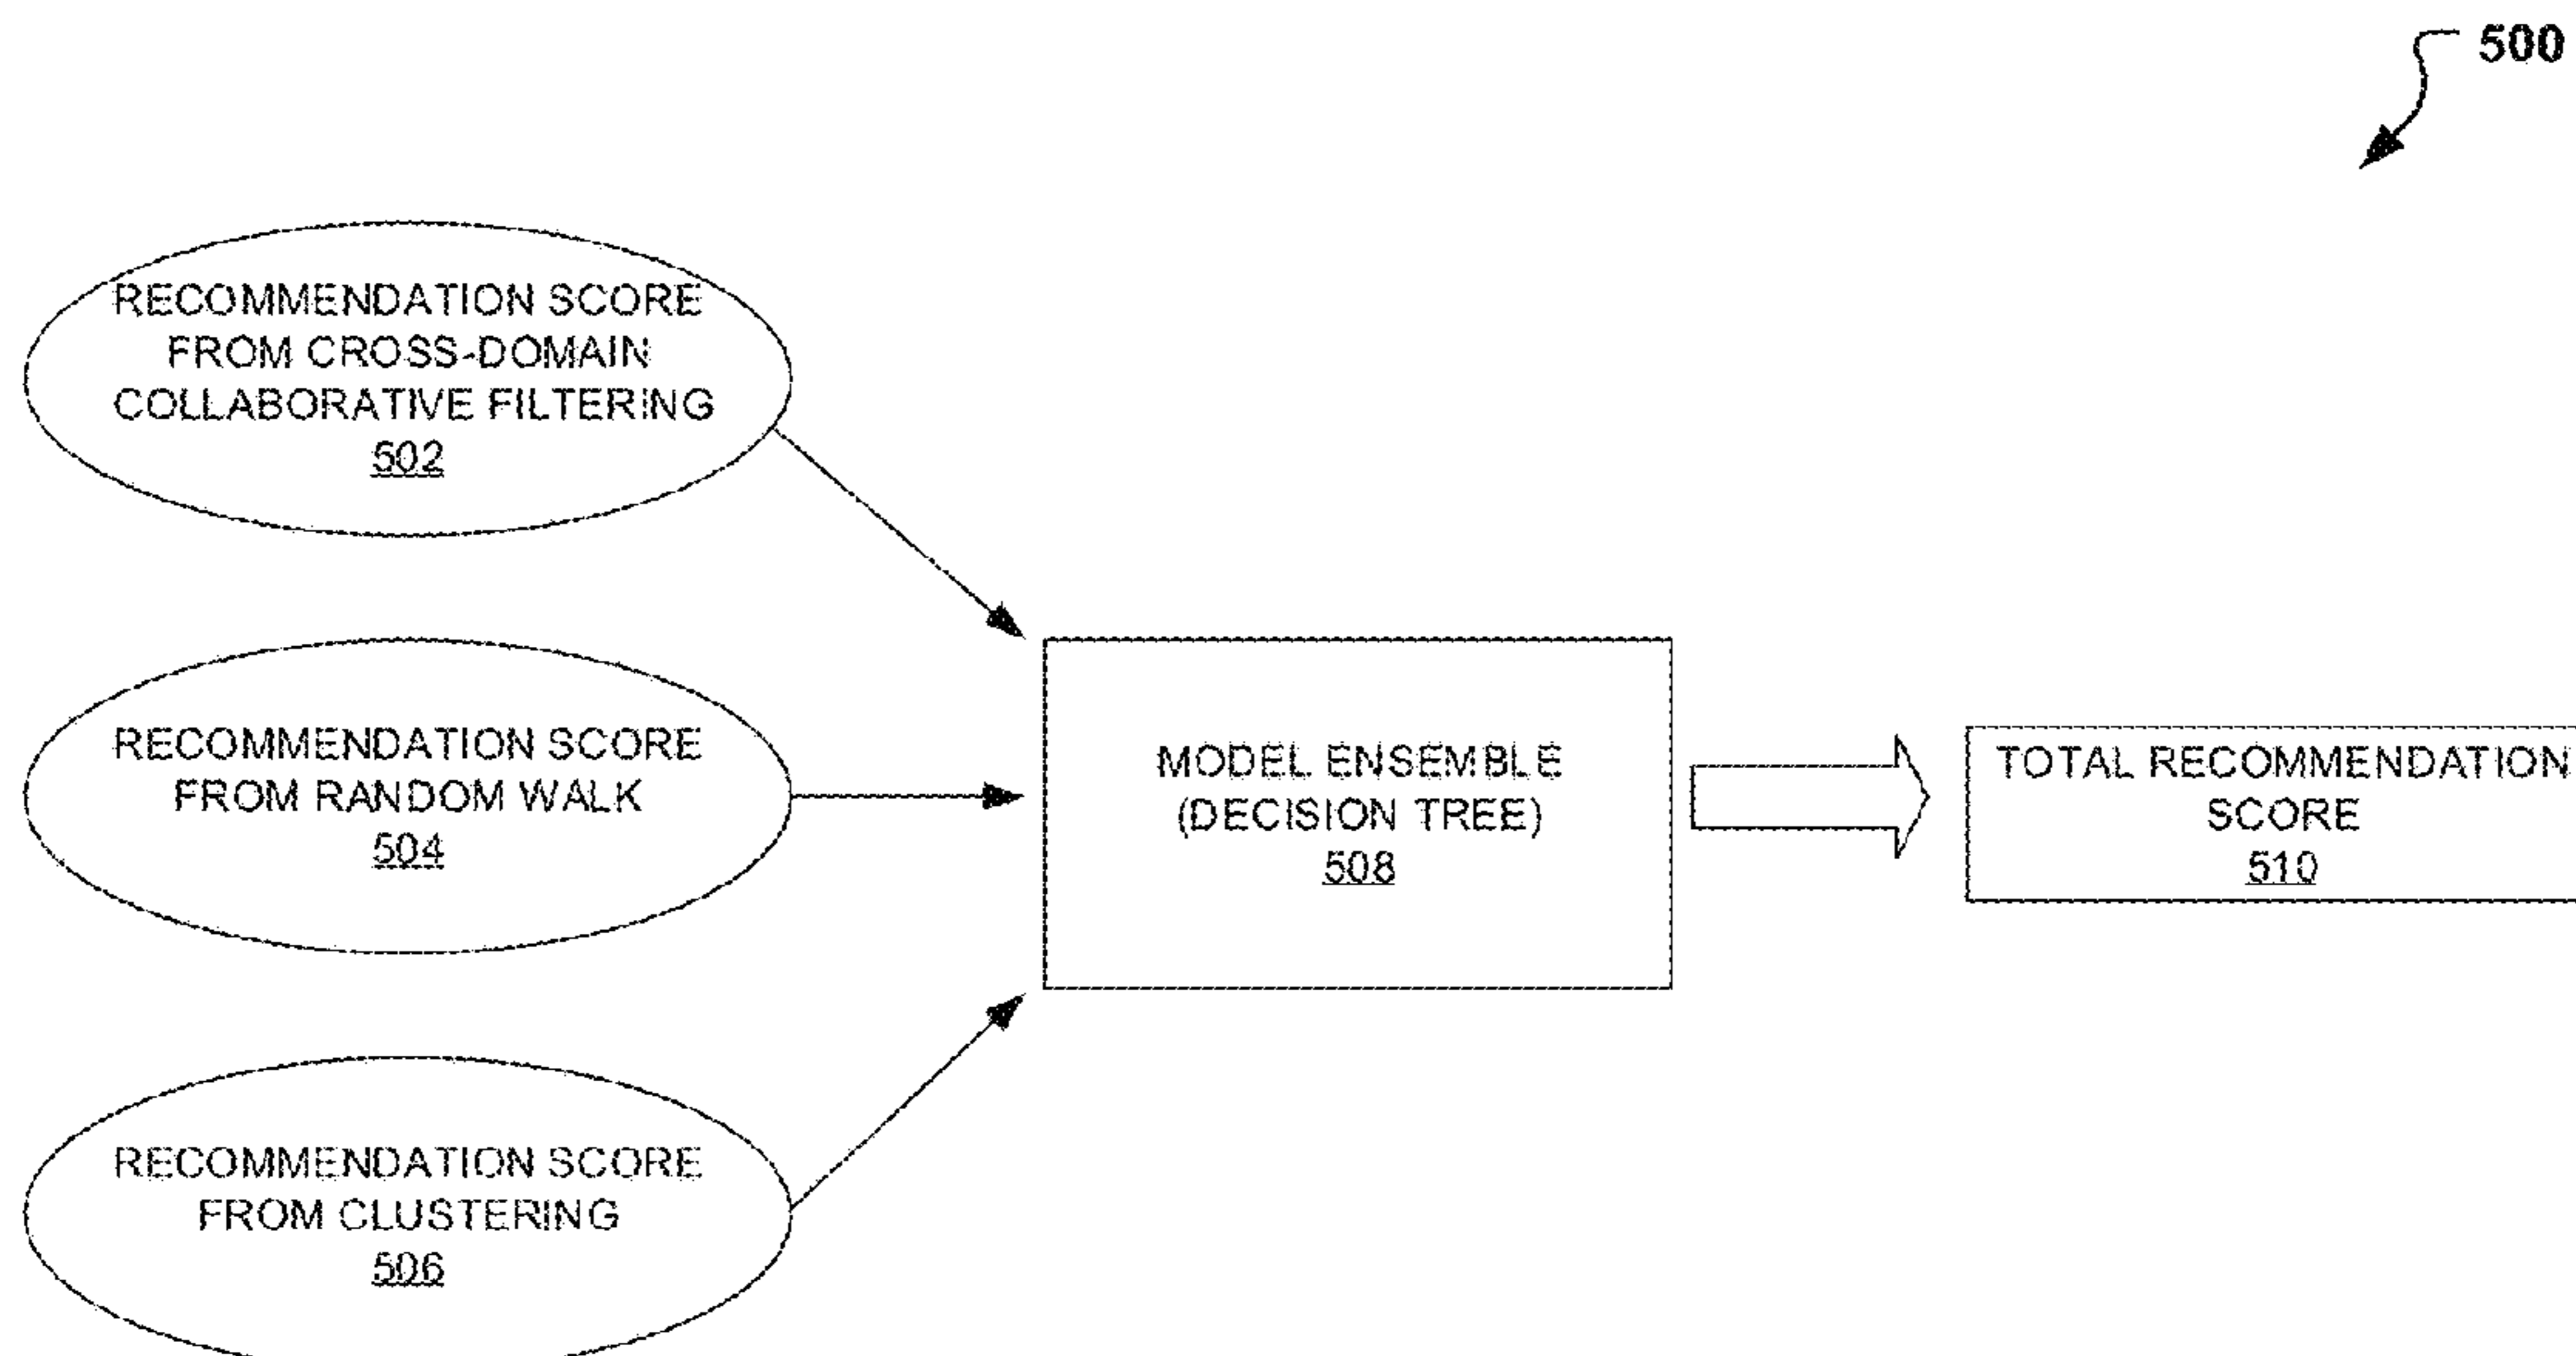 500
RECOMMENDATION SCORE
FROM CROSS-DOMAIN
COLLABORATIVE FILTERING
502
RECOMMENDATION SCORE
FROM RANDOM WALK
504
MODEL ENSEMBLE
(DECISION TREE)
508
TOTAL RECOMMENDATION
SCORE
510
RECOMMENDATION SCORE
FROM CLUSTERING
506